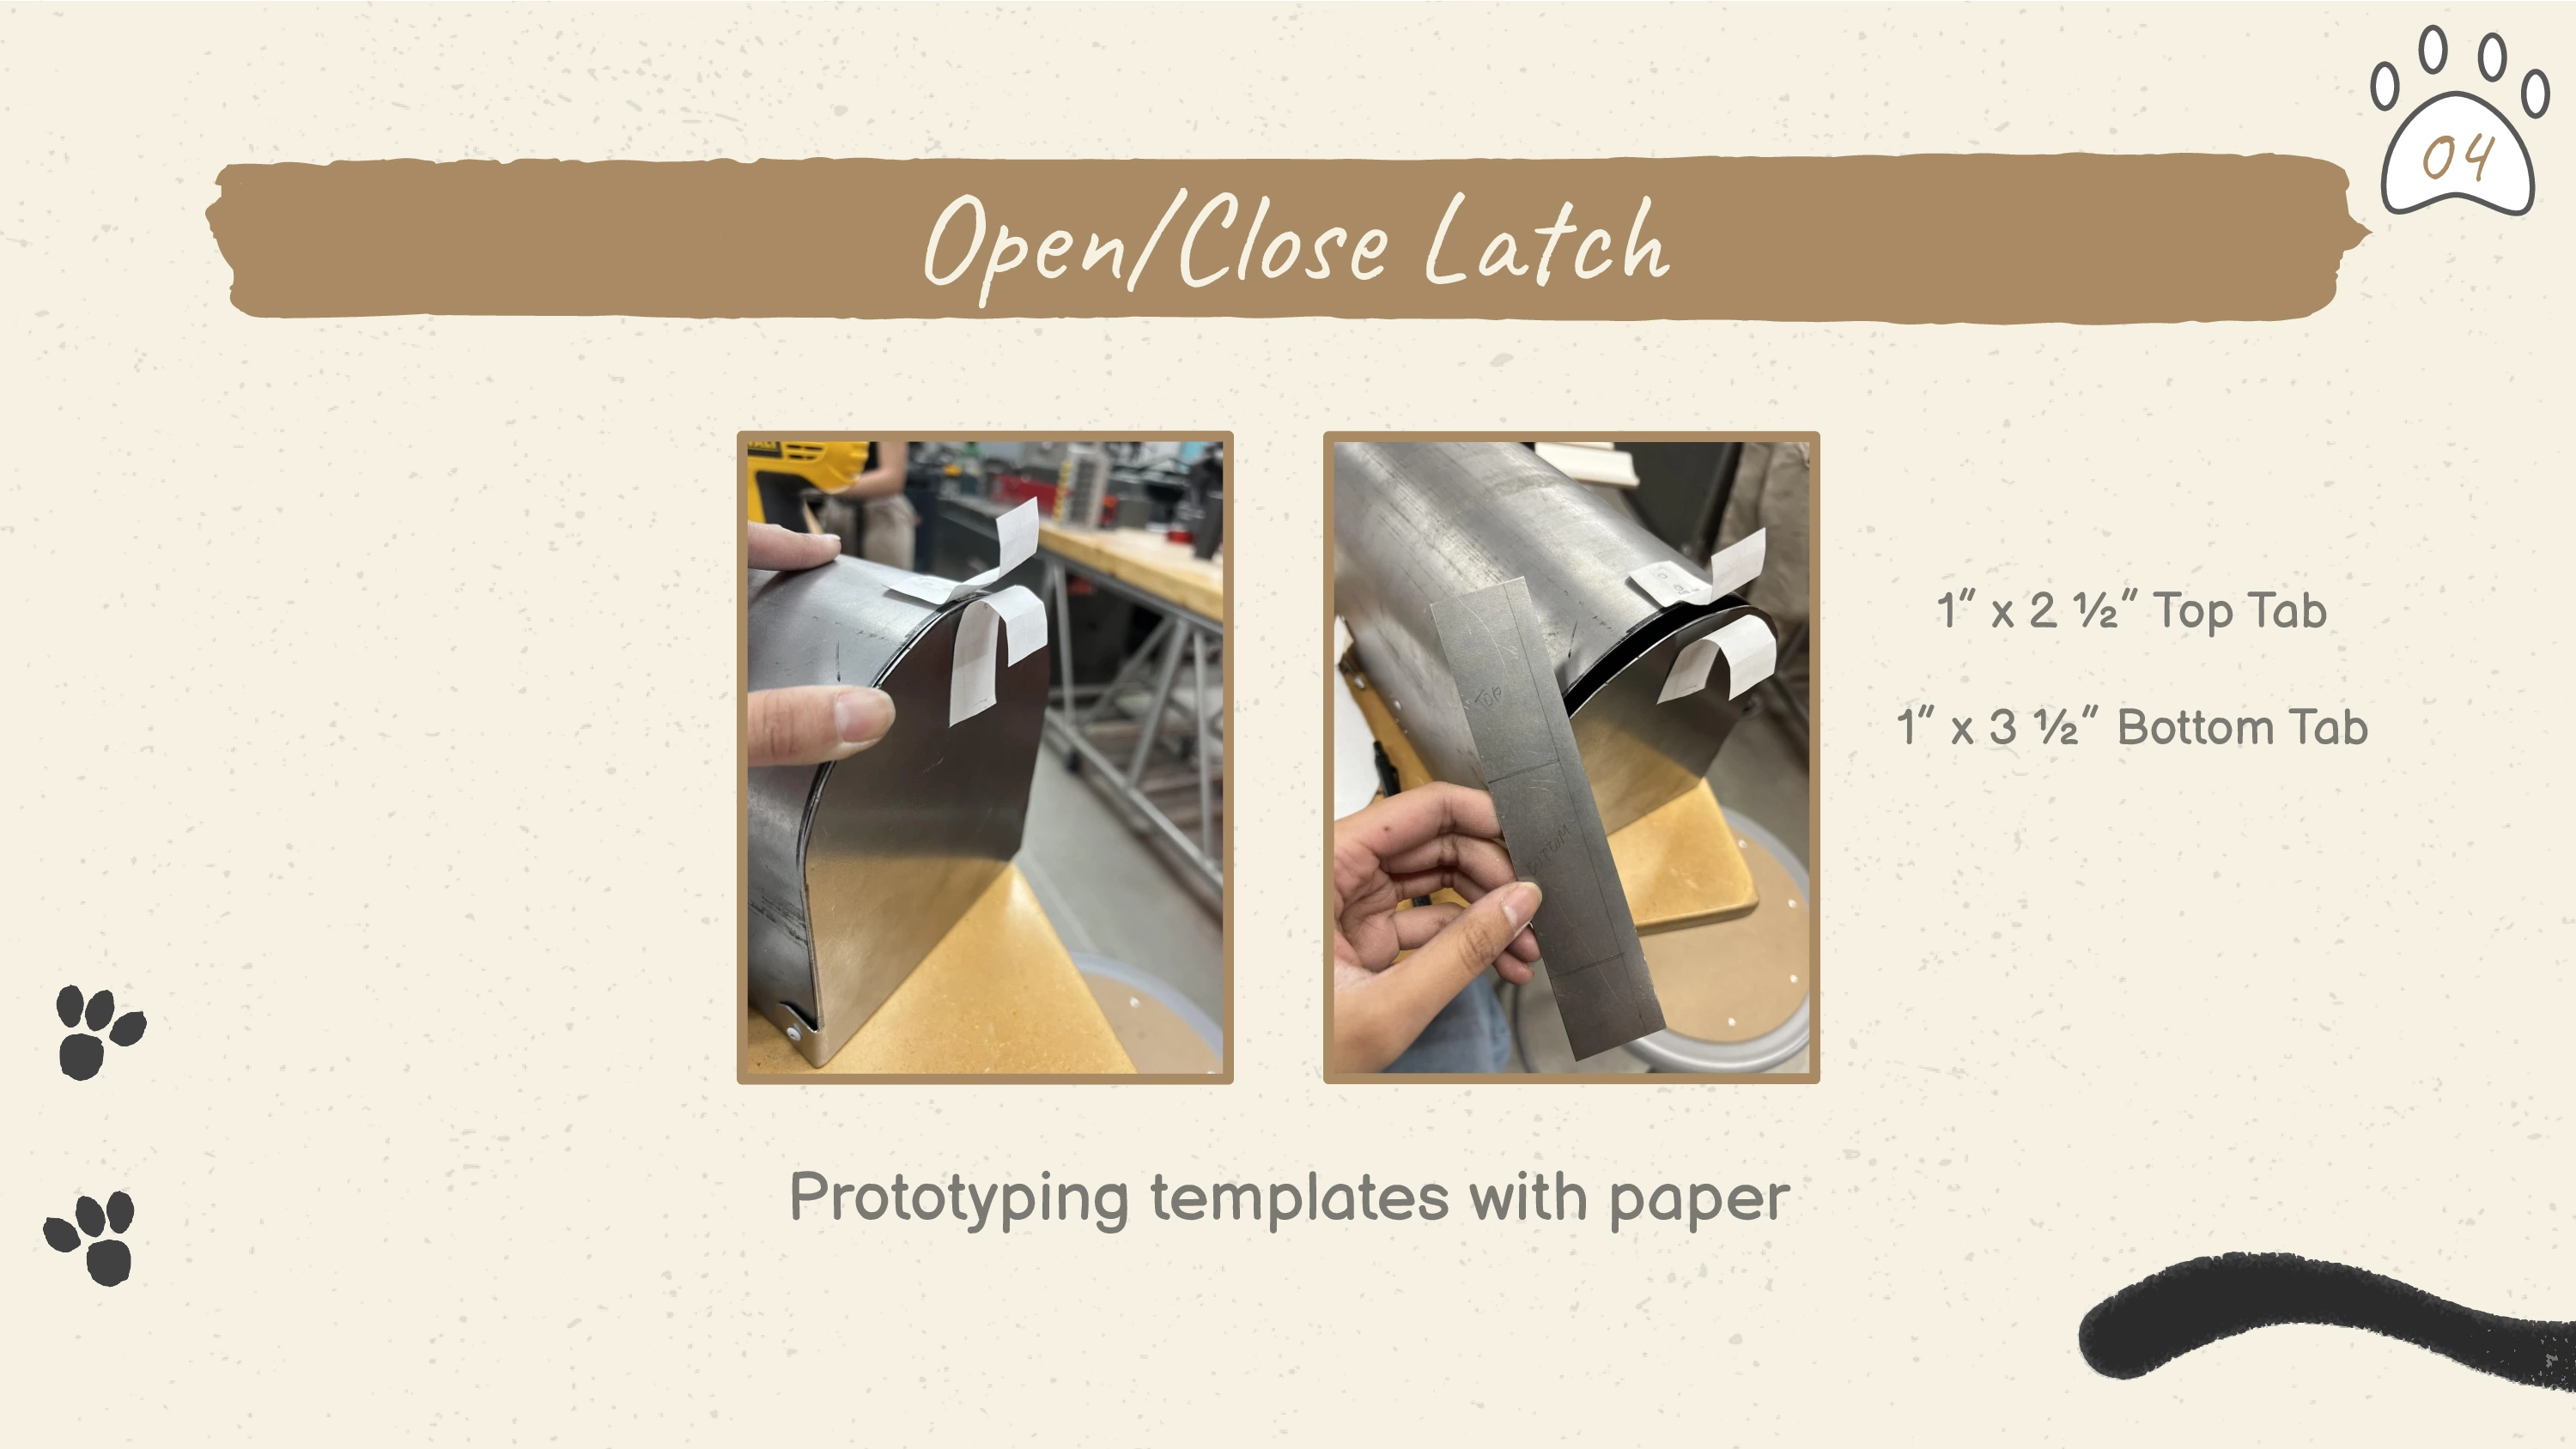 04
Open/Close Latch
Top
1” x 2 ½” Top Tab
1” x 3 ½” Bottom Tab
Prototyping templates with paper